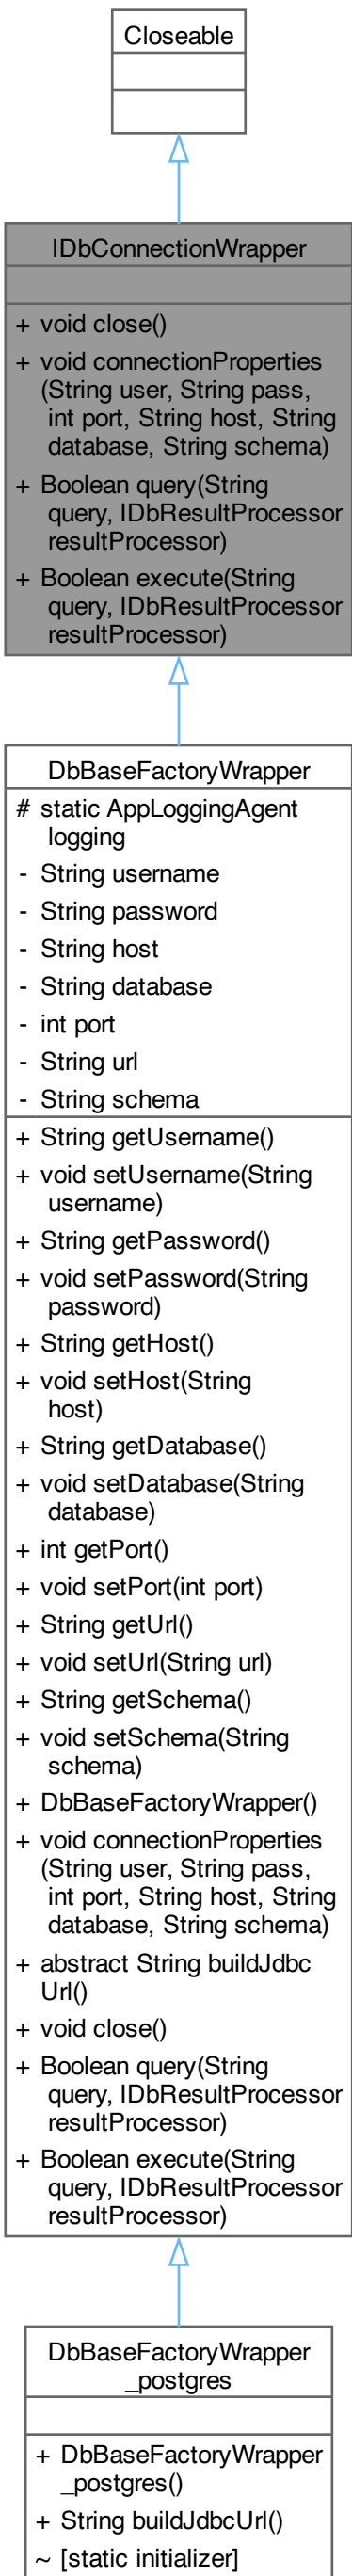 Closeable
IDbConnectionWrapper
+ void close()
+ void connectionProperties
(String user, String pass,
int port, String host, String
database, String schema)
+ Boolean query(String
query, IDbResultProcessor
resultProcessor)
+ Boolean execute(String
query, IDbResultProcessor
resultProcessor)
DbBaseFactoryWrapper
# static AppLoggingAgent
logging
- String username
- String password
- String host
- String database
- int port
- String url
- String schema
+ String getUsername()
+ void setUsername(String
username)
+ String getPassword()
+ void setPassword(String
password)
+ String getHost()
+ void setHost(String
host)
+ String getDatabase()
+ void setDatabase(String
database)
+ int getPort()
+ void setPort(int port)
+ String getUrl()
+ void setUrl(String url)
+ String getSchema()
+ void setSchema(String
schema)
+ DbBaseFactoryWrapper()
+ void connectionProperties
(String user, String pass,
int port, String host, String
database, String schema)
+ abstract String buildJdbc
Url()
+ void close()
+ Boolean query(String
query, IDbResultProcessor
resultProcessor)
+ Boolean execute(String
query, IDbResultProcessor
resultProcessor)
DbBaseFactoryWrapper
_postgres
+ DbBaseFactoryWrapper
_postgres()
+ String buildJdbcUrl()
~ [static initializer]